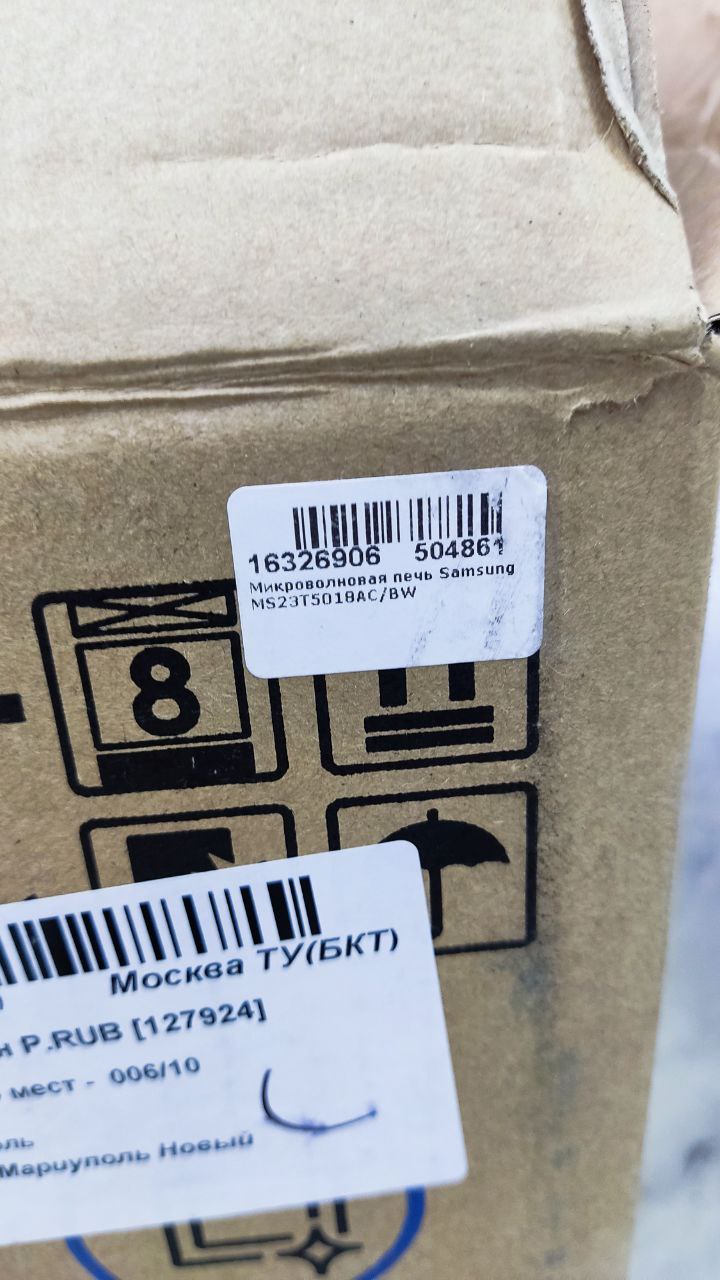 16326906 504861
Микроволновая печь Samsung
MS23T5018AC/BW
8
Москва ТУ(БКТ)
P.RUB [127924]
мест - 006/10
Мариуполь Новый